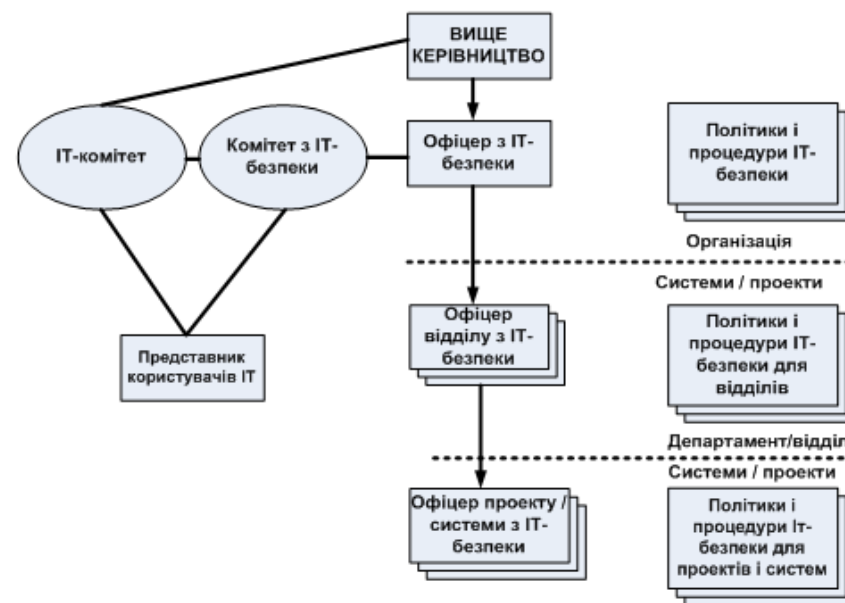 ВИЩЕ
КЕРІВНИЦТВО
ІТ-комітет
Комітет з ІТ-
безпеки
Офіцер з ІТ-
безпеки
Політики і
процедури ІТ-
безпеки
Організація
Системи / проекти
Представник
користувачів ІТ
Офіцер
відділу з ІТ-
безпеки
Політики і
процедури ІТ-
безпеки для
відділів
Департамент/відділ
Системи / проекти
Офіцер проекту /
системи з ІТ-
безпеки
Політики і
процедури Іт-
безпеки для
проектів і систем